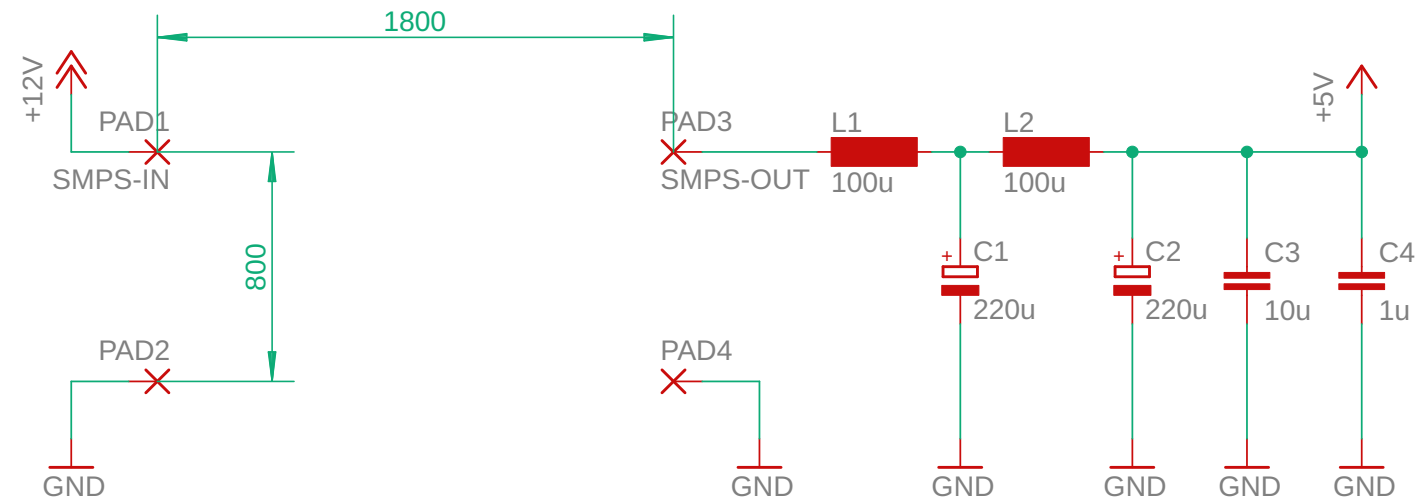 1800
+12V
+5V
PAD1
PAD3
L1
L2
SMPS-IN
SMPS-OUT
100u
100u
800
+
C1
+
C2
C3
C4
220u
220u
10u
1u
PAD2
PAD4
GND
GND
GND
GND
GND
GND